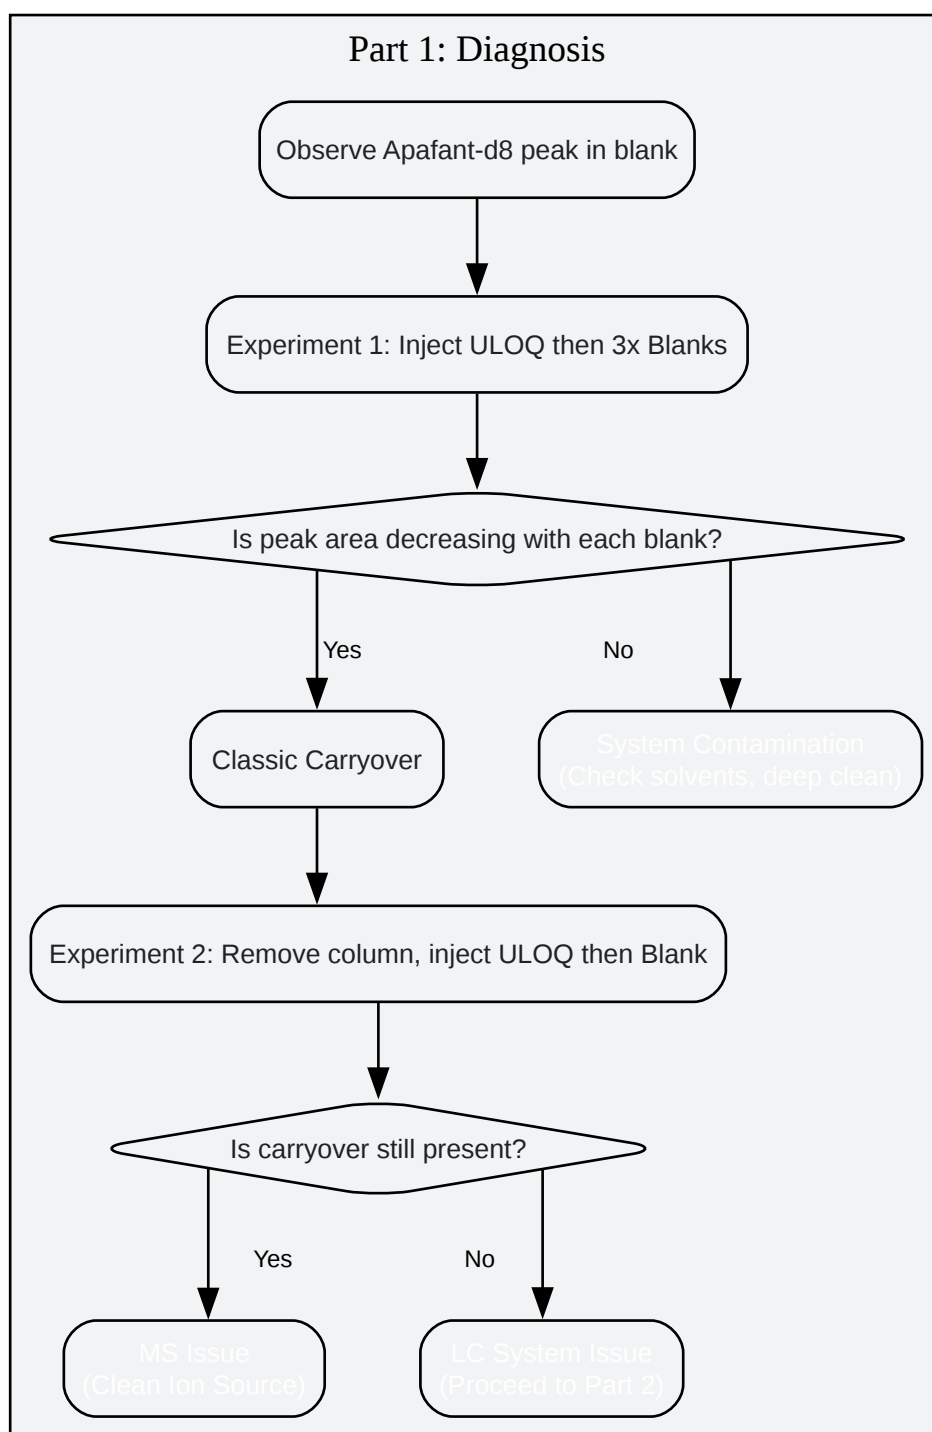 Part 1: Diagnosis
Observe Apafant-d8 peak in blank
Experiment 1: Inject ULOQ then 3x Blanks
Is peak area decreasing with each blank?
Yes
No
Classic Carryover
System Contamination
(Check solvents, deep clean)
Experiment 2: Remove column, inject ULOQ then Blank
Is carryover still present?
Yes
No
MS Issue
(Clean Ion Source)
LC System Issue
(Proceed to Part 2)